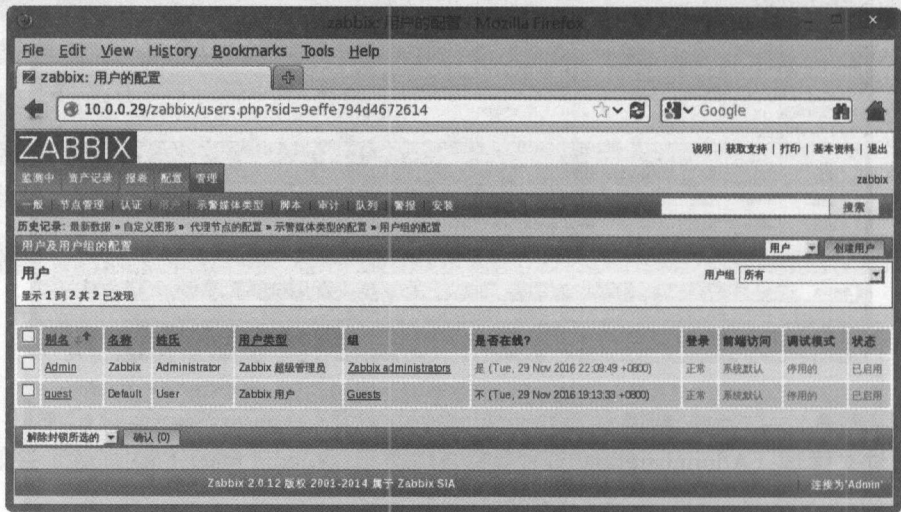 zabbix: 用户的配置 - Mozilla Firefox
File Edit View History Bookmarks Tools Help
zabbix: 用户的配置
10.0.0.29/zabbix/users.php?sid=9effe794d4672614 Google
ZABBIX
说明 | 获取支持 | 打印 | 基本资料 | 退出
监测中 资产记录 报表 配置 管理 zabbix
一般 节点管理 认证 用户 示警媒体类型 脚本 审计 队列 警报 安装 搜索
历史记录: 最新数据 » 自定义图形 » 代理节点的配置 » 示警媒体类型的配置 » 用户组的配置
用户及用户组的配置 用户 创建用户
用户 用户组 所有
显示 1 到 2 共 2 已发现
别名 名称 姓氏 用户类型 组 是否在线? 登录 前端访问 调试模式 状态
Admin Zabbix Administrator Zabbix 超级管理员 Zabbix administrators 是 (Tue, 29 Nov 2016 22:09:49 +0800) 正常 系统默认 停用的 已启用
guest Default User Zabbix 用户 Guests 不 (Tue, 29 Nov 2016 19:13:33 +0800) 正常 系统默认 停用的 已启用
解除封锁所选的 确认 (0)
Zabbix 2.0.12 版权 2001-2014 属于 Zabbix SIA 连接为'Admin'